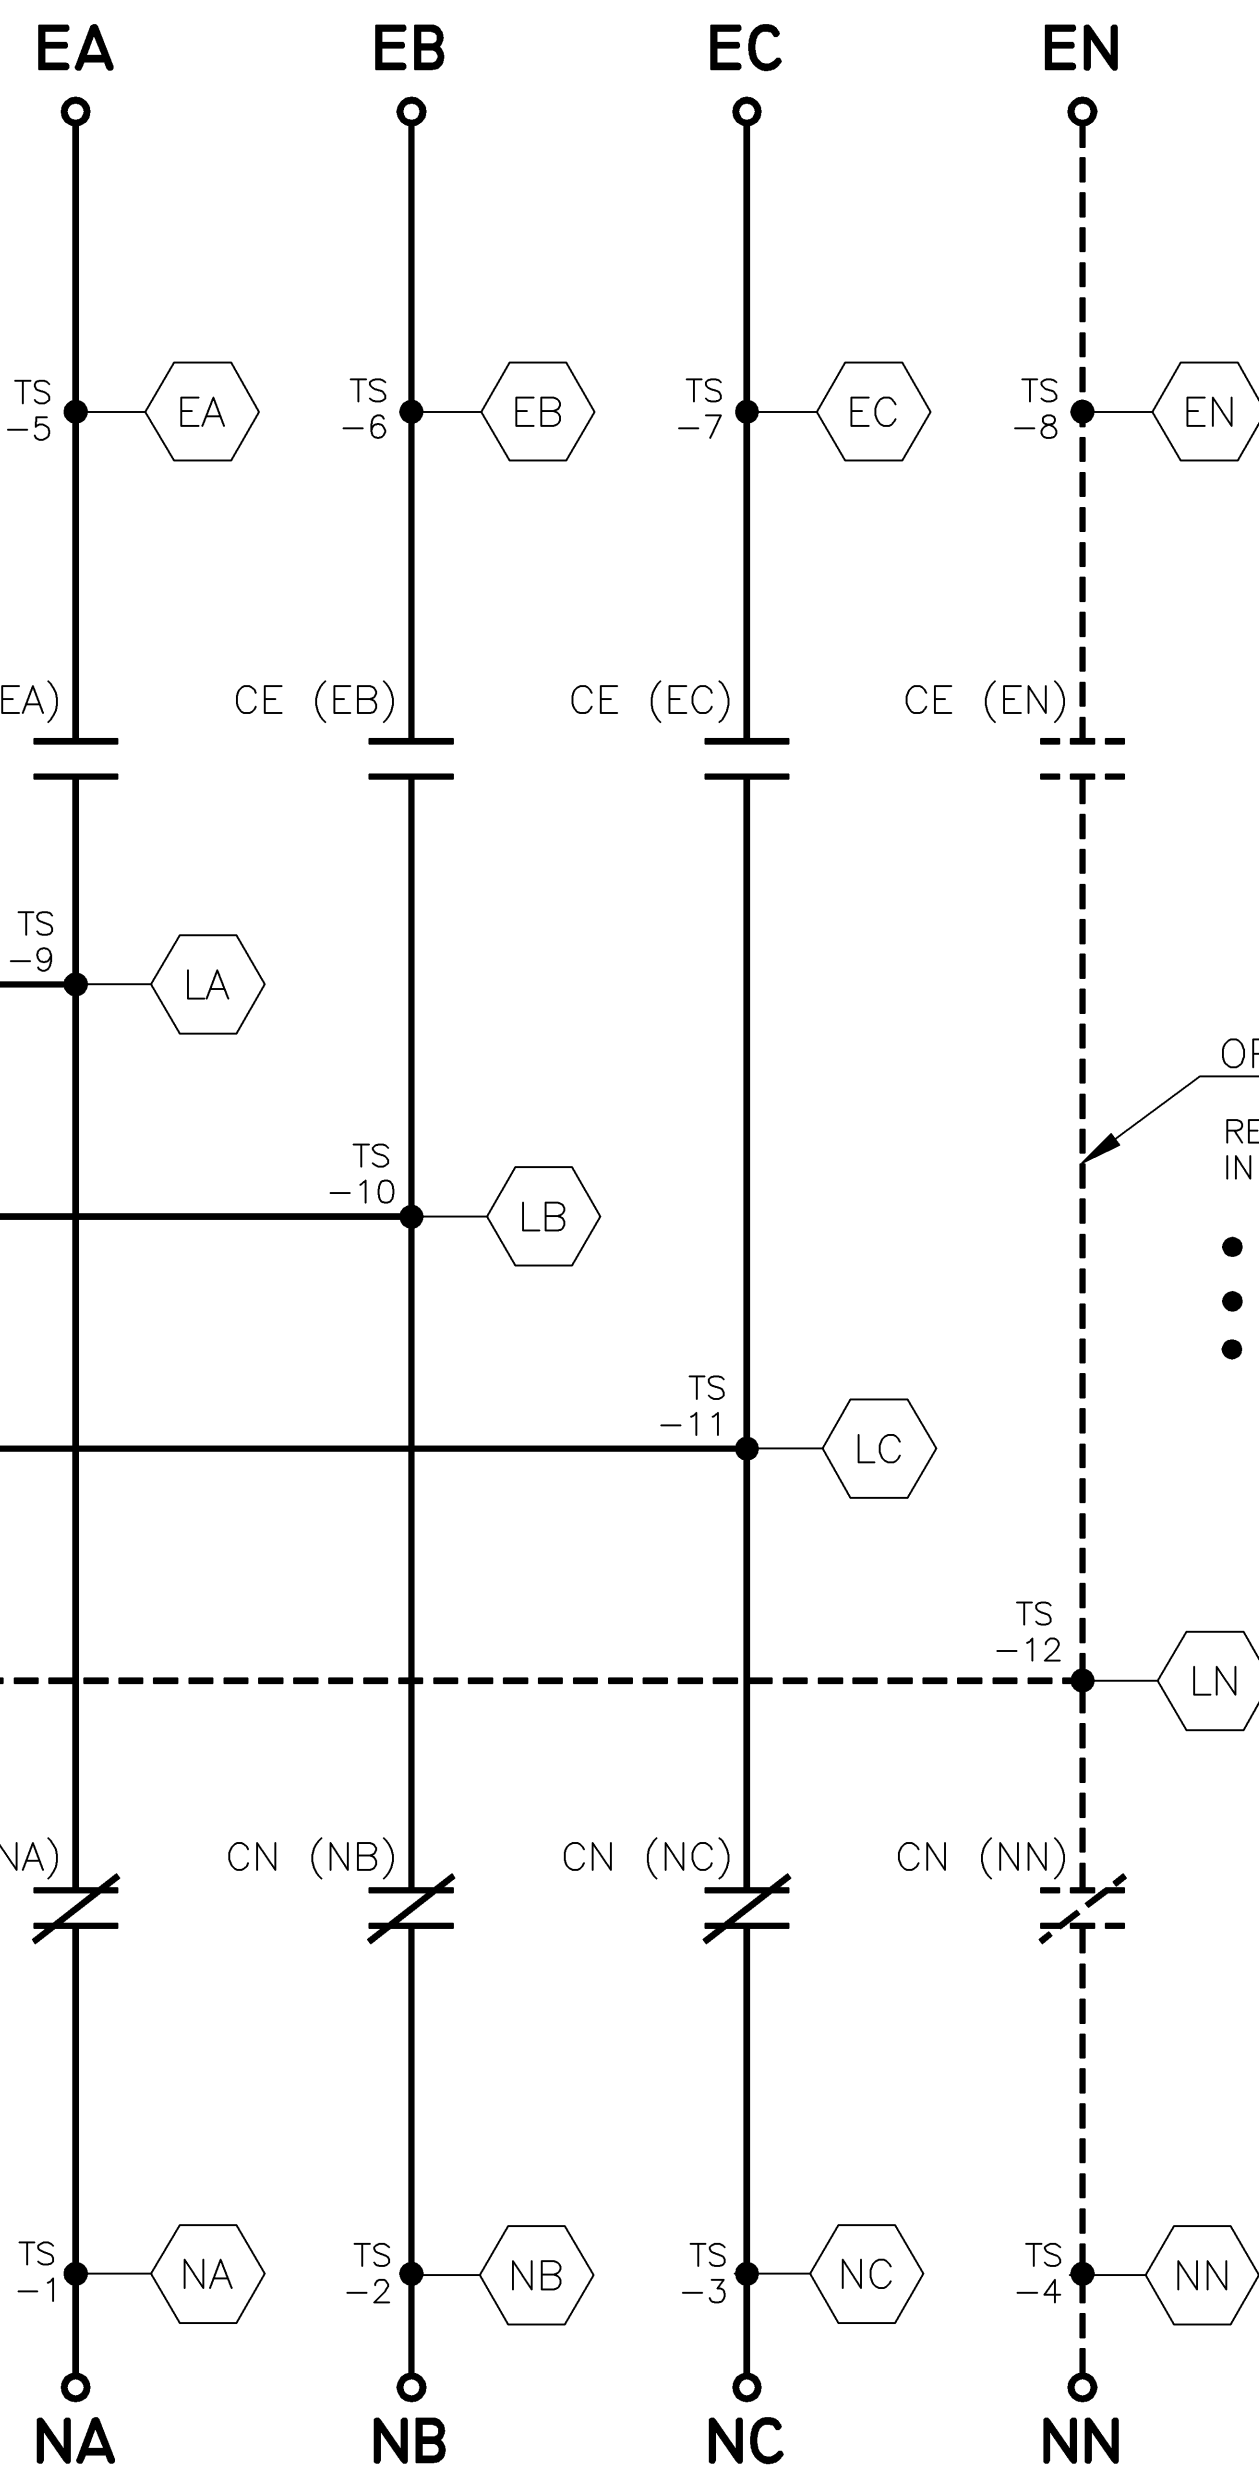 EA EB EC EN
TS TS TS TS
-5 EA -6 EB -7 EC -8 EN
EA) CE (EB) CE (EC) CE (EN)
TS
-9 LA
OP
RE
TS
-10 LB
IN
TS
-11 LC
TS
-12 LN
NA) CN (NB) CN (NC) CN (NN)
TS TS TS TS
-1 NA -2 NB -3 NC -4 NN
NA NB NC NN